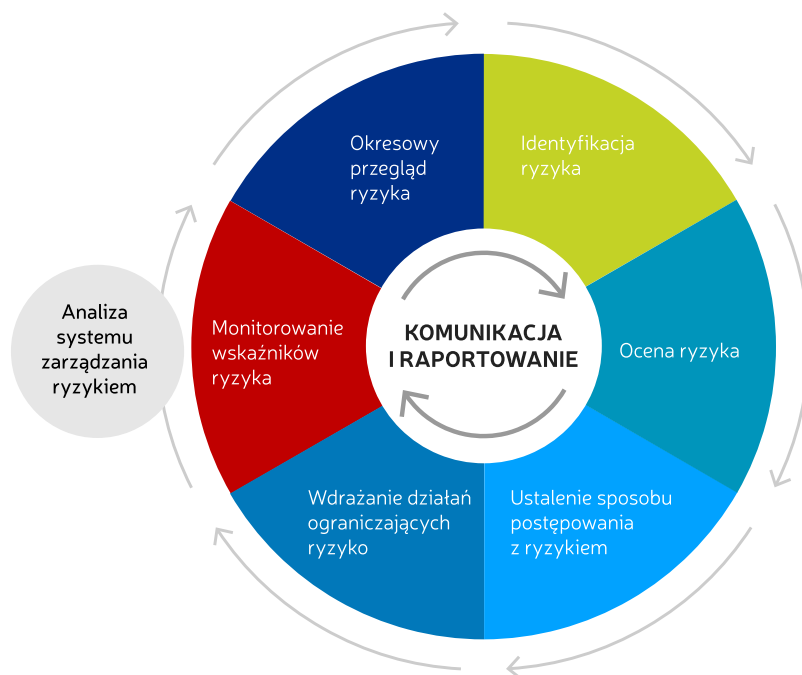 Okresowy
przegląd
ryzyka
Identyfikacja
ryzyka
Analiza
systemu
zarządzania
ryzykiem
Monitorowanie
wskaźników
ryzyka
KOMUNIKACJA
I RAPORTOWANIE
Ocena ryzyka
Wdrażanie działań
ograniczających
ryzyko
Ustalenie sposobu
postępowania
z ryzykiem